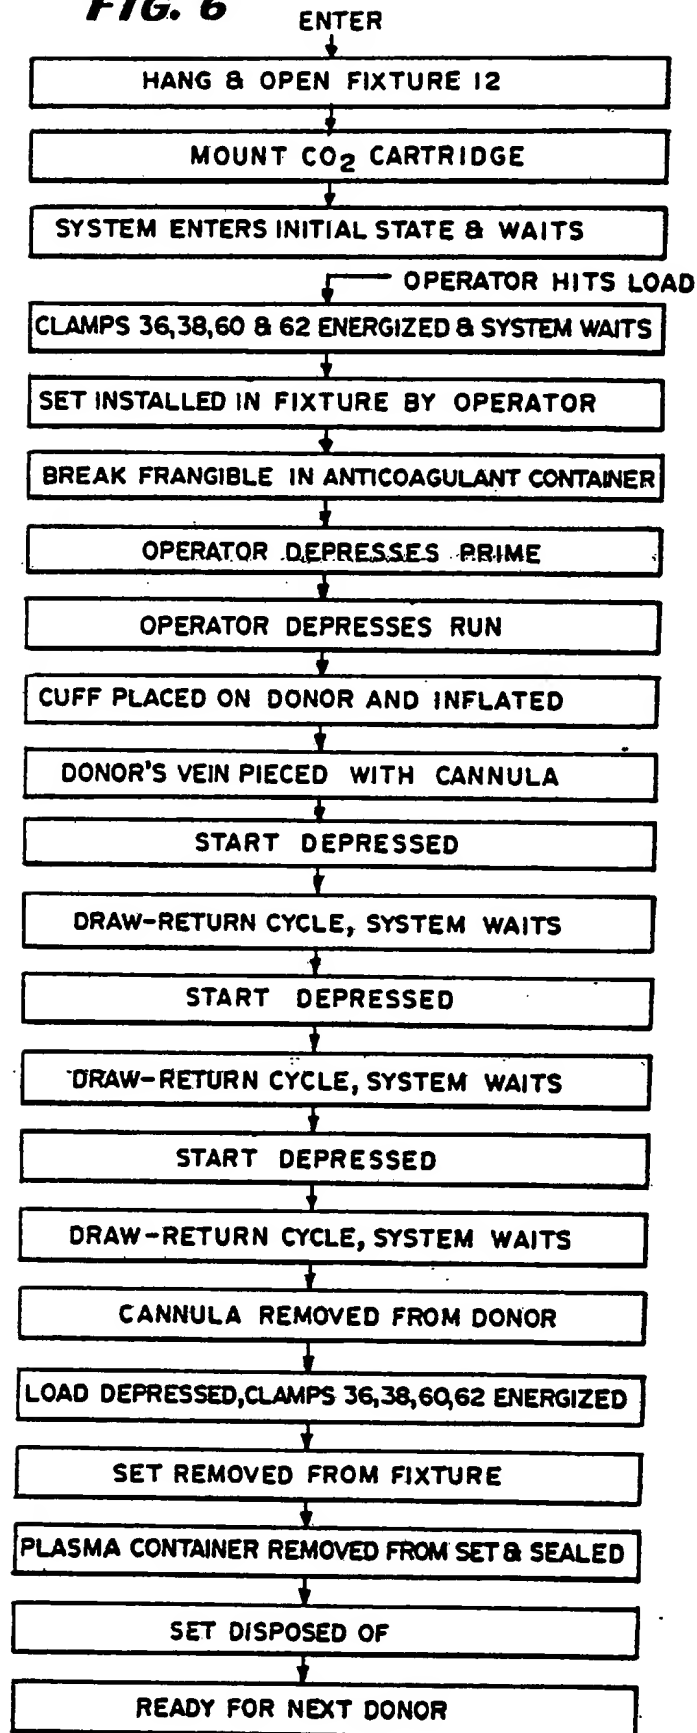 FIG. 6
ENTER
HANG & OPEN FIXTURE 12
MOUNT CO2 CARTRIDGE
SYSTEM ENTERS INITIAL STATE & WAITS
OPERATOR HITS LOAD
CLAMPS 36,38,60 & 62 ENERGIZED & SYSTEM WAITS
SET INSTALLED IN FIXTURE BY OPERATOR
BREAK FRANGIBLE IN ANTICOAGULANT CONTAINER
OPERATOR DEPRESSES PRIME
OPERATOR DEPRESSES RUN
CUFF PLACED ON DONOR AND INFLATED
DONOR'S VEIN PIECED WITH CANNULA
START DEPRESSED
DRAW-RETURN CYCLE, SYSTEM WAITS
START DEPRESSED
DRAW-RETURN CYCLE, SYSTEM WAITS
START DEPRESSED
DRAW-RETURN CYCLE, SYSTEM WAITS
CANNULA REMOVED FROM DONOR
LOAD DEPRESSED, CLAMPS 36,38,60,62 ENERGIZED
SET REMOVED FROM FIXTURE
PLASMA CONTAINER REMOVED FROM SET & SEALED
SET DISPOSED OF
READY FOR NEXT DONOR